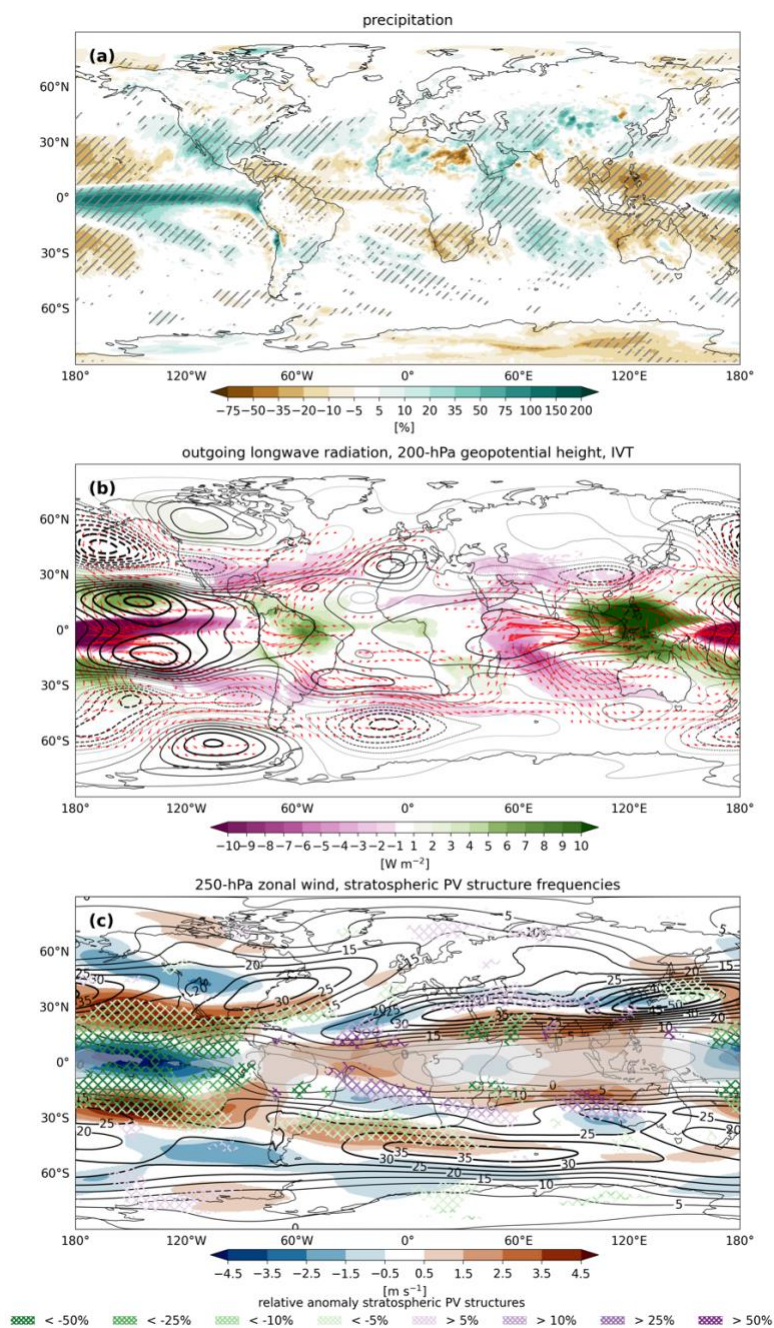 precipitation
(a)
60°N
30°N
0°
30°S
60°S
180° 120°W 60°W 0° 60°E 120°E 180°
−75 −50 −35 −20 −10 −5 5 10 20 35 50 75 100 150 200
[%]
outgoing longwave radiation, 200-hPa geopotential height, IVT
(b)
60°N
30°N
0°
30°S
60°S
180° 120°W 60°W 0° 60°E 120°E 180°
−10 −9 −8 −7 −6 −5 −4 −3 −2 −1 1 2 3 4 5 6 7 8 9 10
[W m−2]
250-hPa zonal wind, stratospheric PV structure frequencies
(c)
60°N
30°N
0°
30°S
60°S
180° 120°W 60°W 0° 60°E 120°E 180°
−4.5 −3.5 −2.5 −1.5 −0.5 0.5 1.5 2.5 3.5 4.5
[m s−1]
relative anomaly stratospheric PV structures
< -50% < -25% < -10% < -5% > 5% > 10% > 25% > 50%